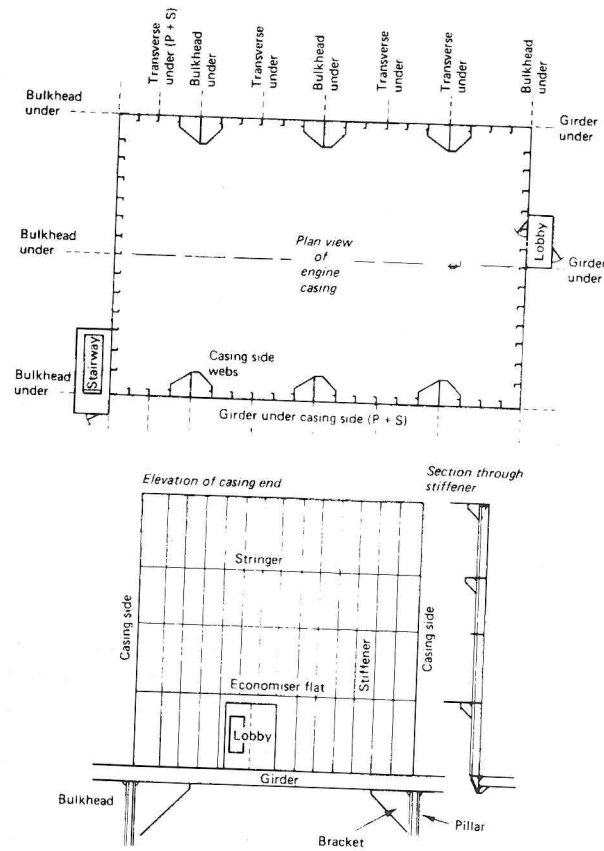 Transverse
under (P + S)
Bulkhead
under
Transverse
under
Bulkhead
under
Transverse
under
Transverse
under
Bulkhead
under
Bulkhead
under
Girder
under
Bulkhead
under
Plan view
of
engine
casing
Lobby
Girder
under
Stairway
Bulkhead
under
Casing side
webs
Girder under casing side (P + S)
Elevation of casing end
Section through
stiffener
Stringer
Casing side
Casing side
Stiffener
Economiser flat
Lobby
Girder
Bulkhead
Bracket
Pillar